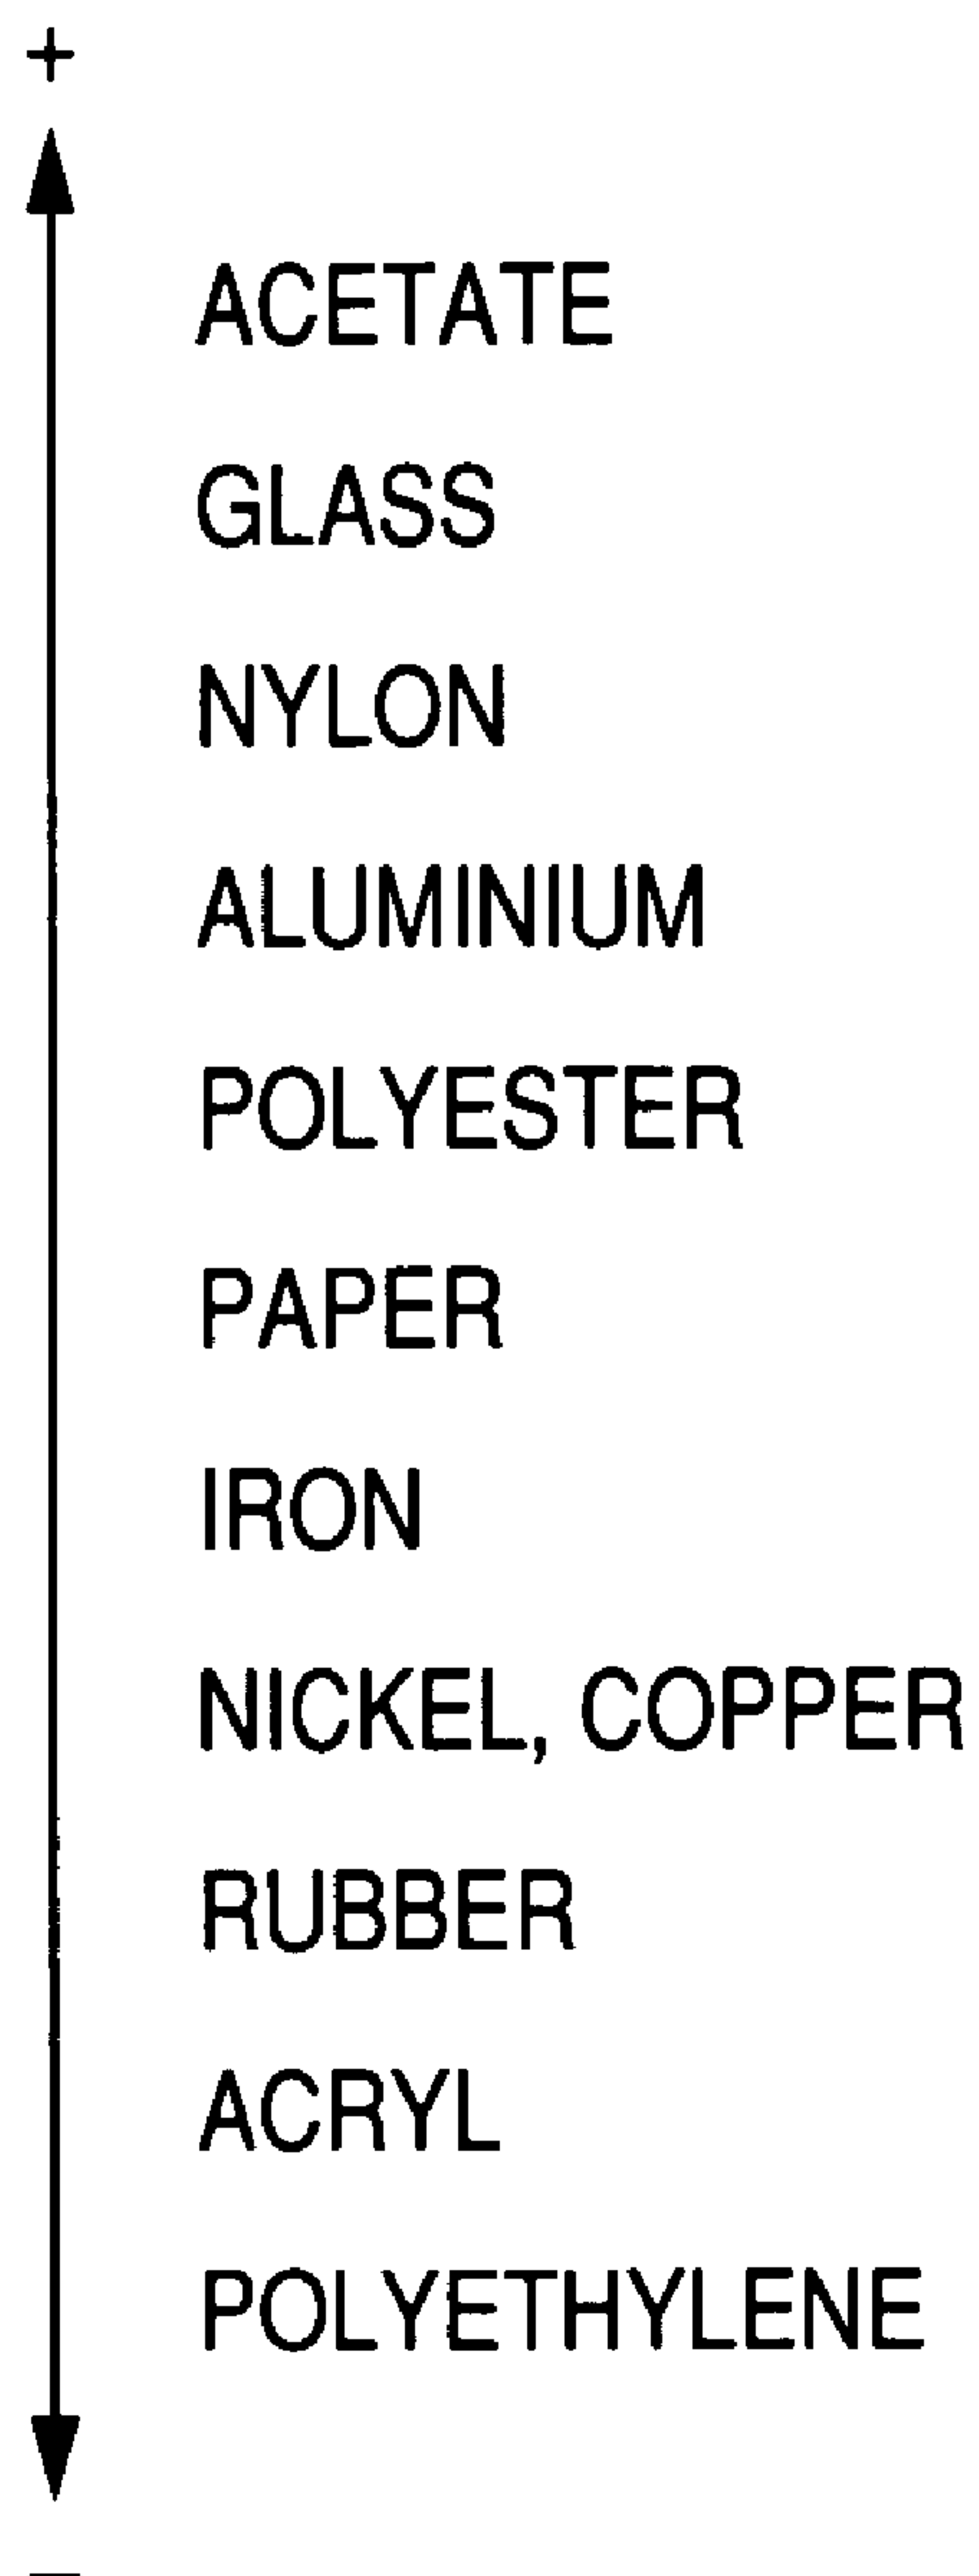 +
ACETATE
GLASS
NYLON
ALUMINIUM
POLYESTER
PAPER
IRON
NICKEL, COPPER
RUBBER
ACRYL
POLYETHYLENE
−